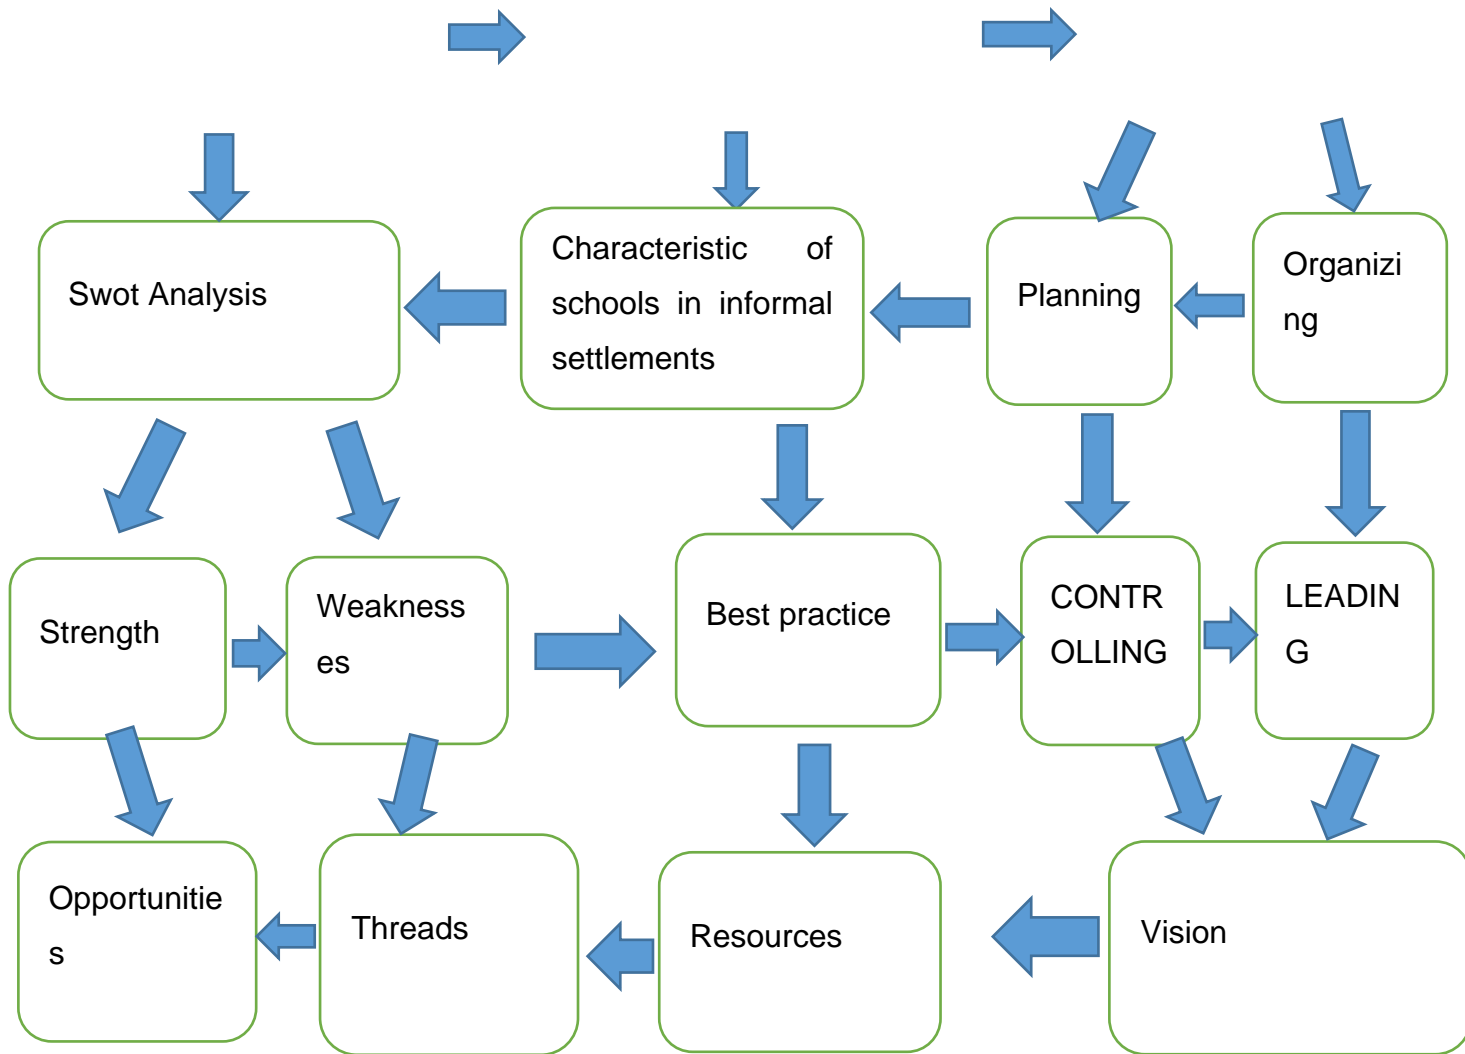 Swot Analysis
Characteristic of
schools in informal
settlements
Planning
Organizi
ng
Strength
Weakness
es
Best practice
CONTR
OLLING
LEADIN
G
Opportunitie
s
Threads
Resources
Vision